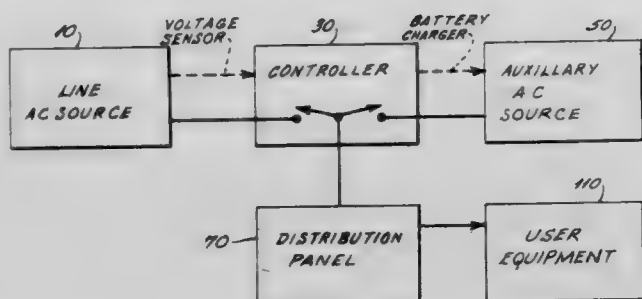 10
VOLTAGE
SENSOR
30
BATTERY
CHARGER
50
LINE
AC SOURCE
CONTROLLER
AUXILLARY
AC
SOURCE
70
DISTRIBUTION
PANEL
110
USER
EQUIPMENT